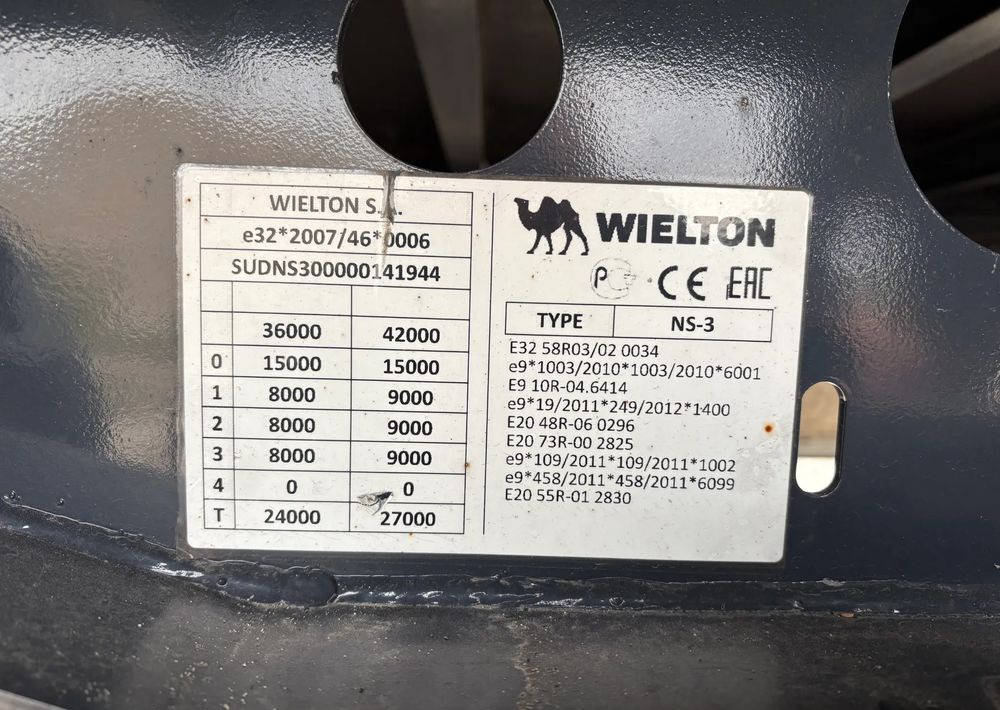 WIELTON S.A.
e32*2007/46*0006
SUDNS300000141944
36000 42000
0 15000 15000
1 8000 9000
2 8000 9000
3 8000 9000
4 0 0
T 24000 27000
WIELTON
P CE EAC
TYPE NS-3
E32 58R03/02 0034
e9*1003/2010*1003/2010*6001
E9 10R-04.6414
e9*19/2011*249/2012*1400
E20 48R-06 0296
E20 73R-00 2825
e9*109/2011*109/2011*1002
e9*458/2011*458/2011*6099
E20 55R-01 2830